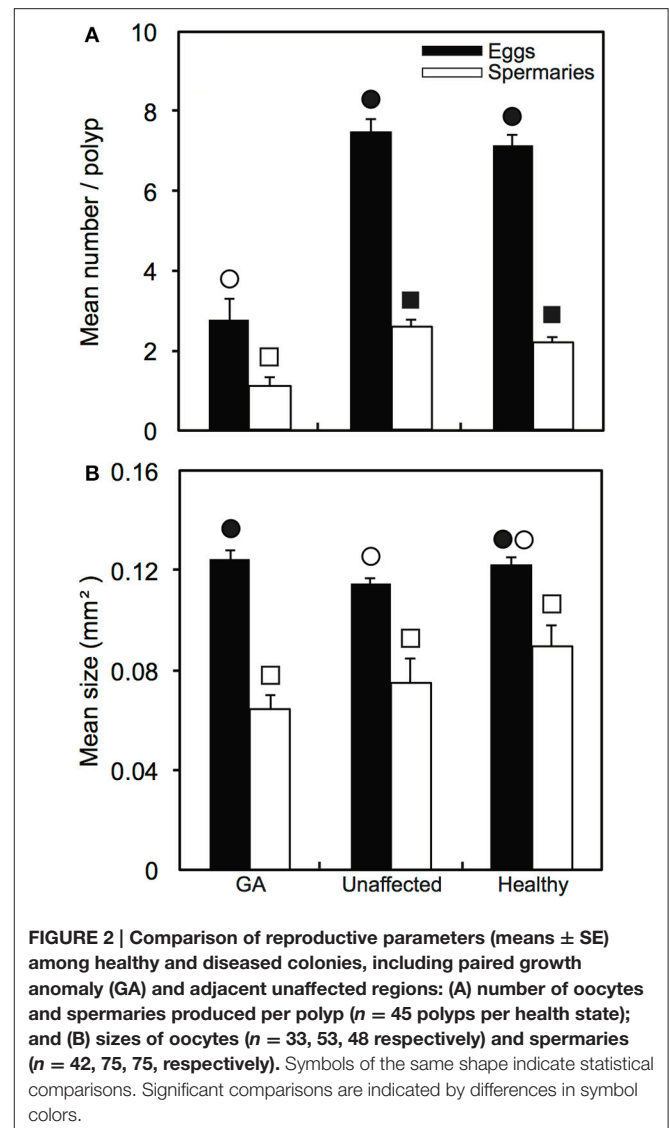 A
10
8
6
4
2
0
Mean number / polyp
Eggs
Spermaries
B
0.16
0.12
0.08
0.04
0
Mean size (mm²)
GA Unaffected Healthy
FIGURE 2 | Comparison of reproductive parameters (means ± SE)
among healthy and diseased colonies, including paired growth
anomaly (GA) and adjacent unaffected regions: (A) number of oocytes
and spermaries produced per polyp (n = 45 polyps per health state);
and (B) sizes of oocytes (n = 33, 53, 48 respectively) and spermaries
(n = 42, 75, 75, respectively). Symbols of the same shape indicate statistical
comparisons. Significant comparisons are indicated by differences in symbol
colors.